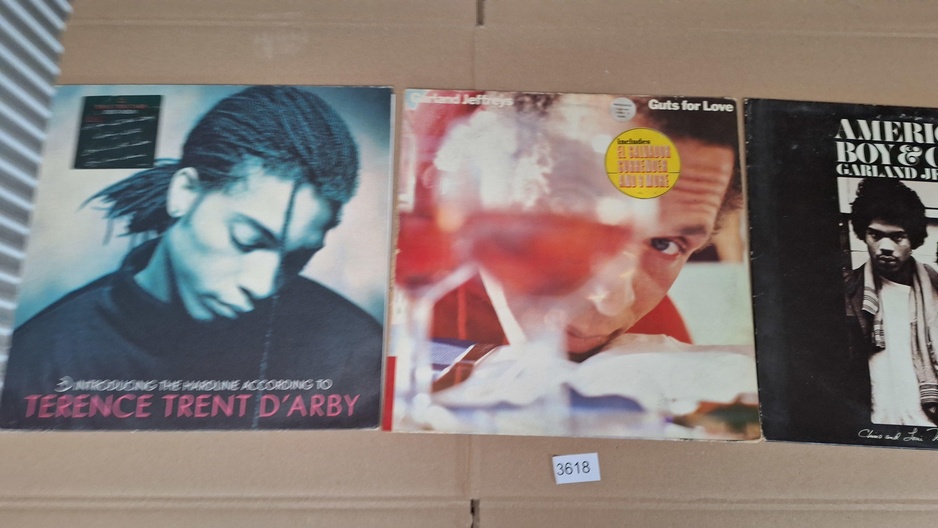 INTRODUCING THE HARDLINE ACCORDING TO
TERENCE TRENT D'ARBY
Garland Jeffreys
Guts for Love
includes
EL SALVADOR
SURRENDER
AND 8 MORE
AMERIC
BOY & G
GARLAND JE
3618